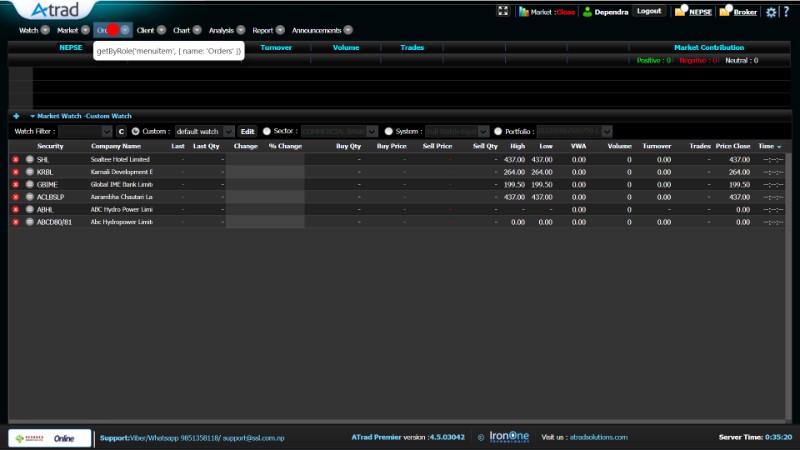 Atrad
Market :Close Dependra Logout NEPSE Broker ?
Watch Market Client Chart Analysis Report Announcements
getByRole('menuitem', { name: 'Orders' })
NEPSE Turnover Volume Trades Market Contribution
Positive : 0 Negative : 0 Neutral : 0
Market Watch -Custom Watch
Watch Filter : C Custom : default watch Edit Sector : COMMERCIAL BANK System : Full Watch-Equit Portfolio :
Security Company Name Last Last Qty Change % Change Buy Qty Buy Price Sell Price Sell Qty High Low VWA Volume Turnover Trades Price Close Time
SHL Soaltee Hotel Limited - - - - - - 437.00 437.00 0.00 0 0.00 - 437.00 --:--:--
KRBL Karnali Development E - - - - - - 264.00 264.00 0.00 0 0.00 - 264.00 --:--:--
GBIME Global IME Bank Limite - - - - - - 199.50 199.50 0.00 0 0.00 - 199.50 --:--:--
ACLBSLP Aarambha Chautari La - - - - - - 437.00 437.00 0.00 0 0.00 - 437.00 --:--:--
ABHL ABC Hydro Power Limi - - - - - - - - 0.00 0 - - 0.00 --:--:--
ABCD80/81 Abc Hydropower Limit - - - - - - 0.00 0.00 0.00 0 0.00 - 0.00 --:--:--
Online Support:Viber/Whatsapp 9851358118/ support@ssl.com.np ATrad Premier version :4.5.03042 © IronOne TECHNOLOGIES Visit us : atradsolutions.com Server Time: 0:35:20